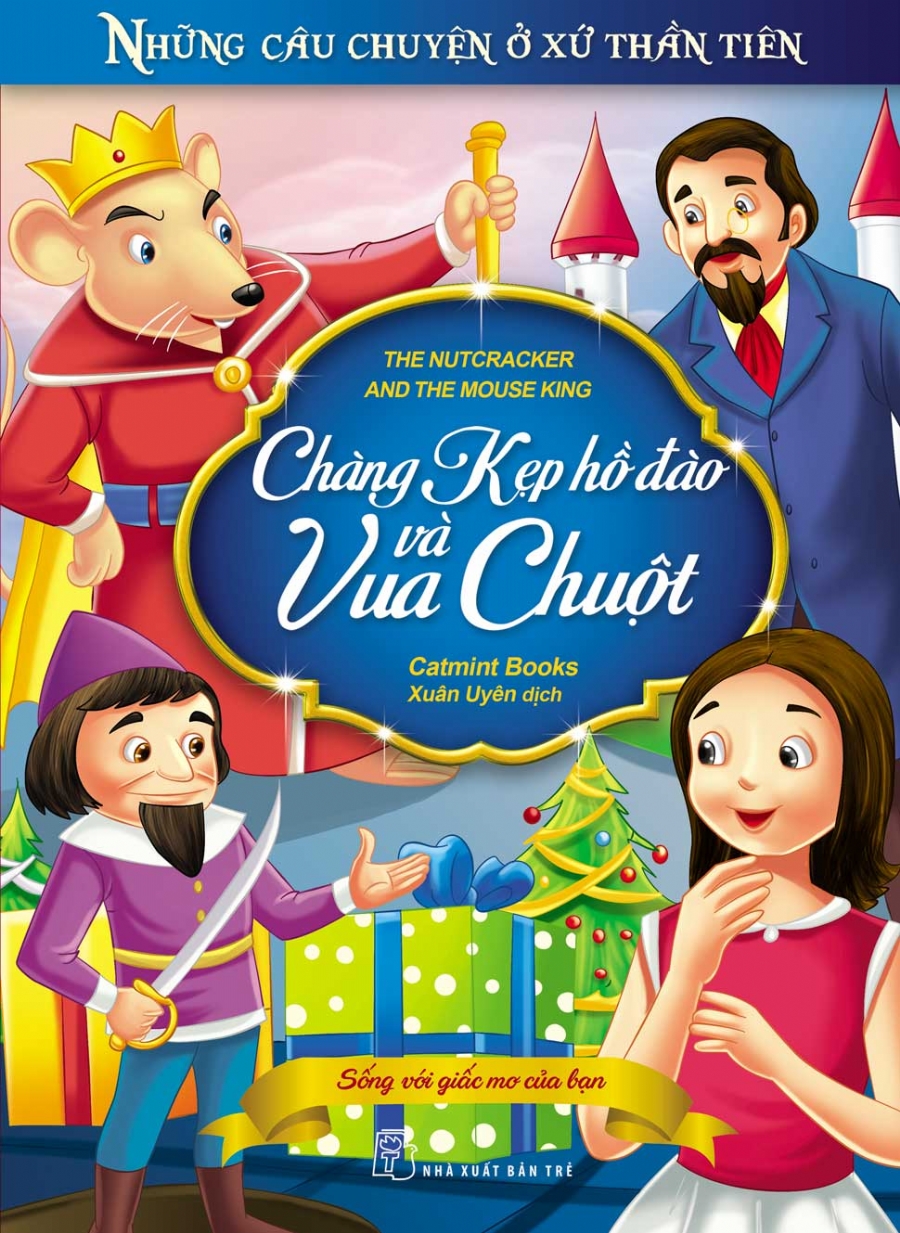 NHỮNG CÂU CHUYỆN Ở XỨ THẦN TIÊN
THE NUTCRACKER
AND THE MOUSE KING
Chàng Kẹp hồ đào
và
Vua Chuột
Catmint Books
Xuân Uyên dịch
Sống với giấc mơ của bạn
NHÀ XUẤT BẢN TRẺ